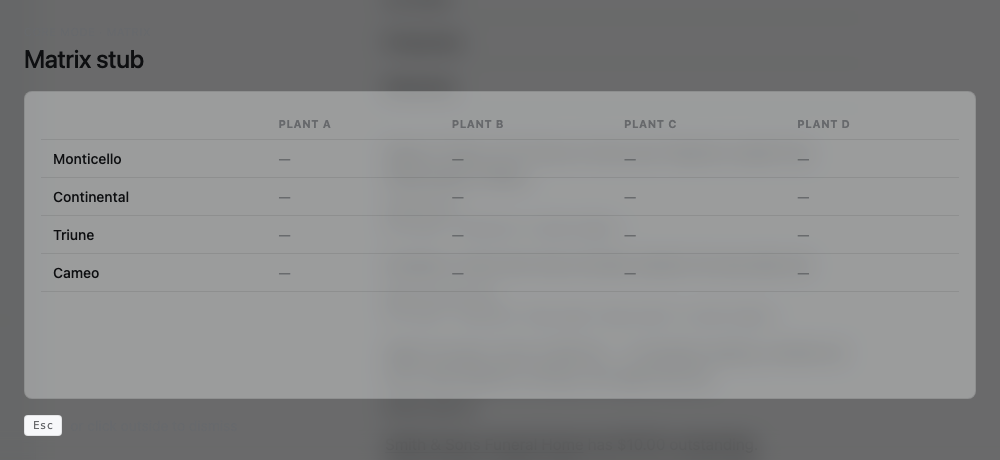 Matrix stub
PLANT A PLANT B PLANT C PLANT D
Monticello — — — —
Continental — — — —
Triune — — — —
Cameo — — — —
Esc